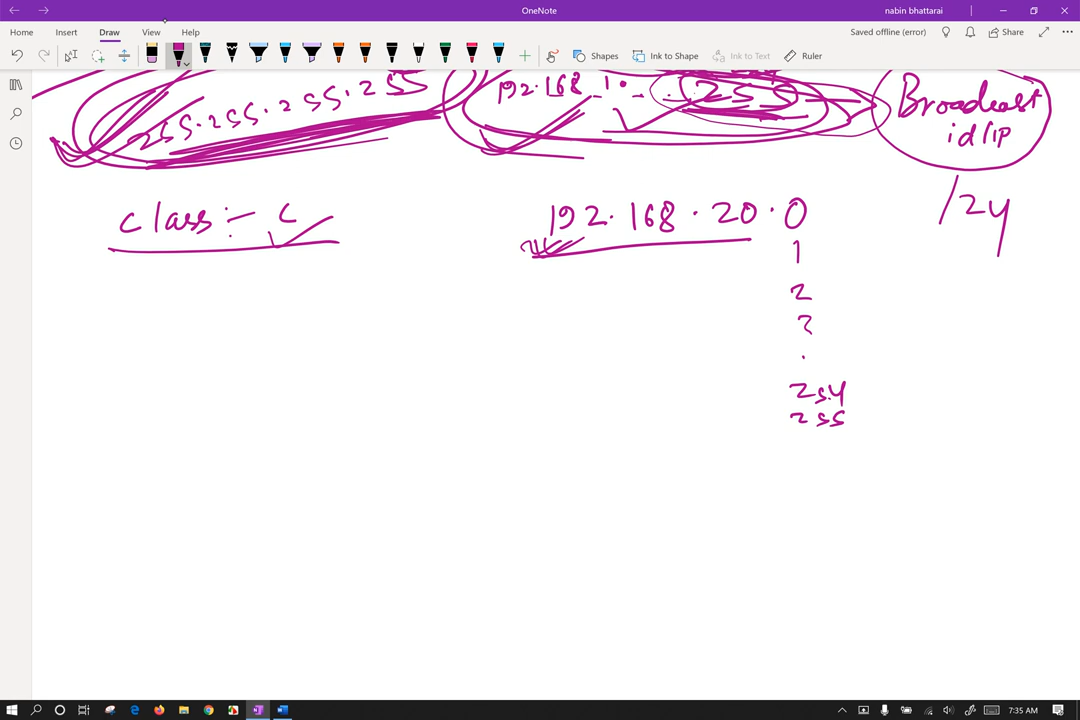 OneNote
nabin bhattarai
Home Insert Draw View Help
Saved offline (error) Share
Shapes Ink to Shape Ink to Text Ruler
255.255.255.255
192.168.10.255
Broadcast
id/ip
class:- C
192.168.20.0
/24
1
2
.
254
255
7:35 AM